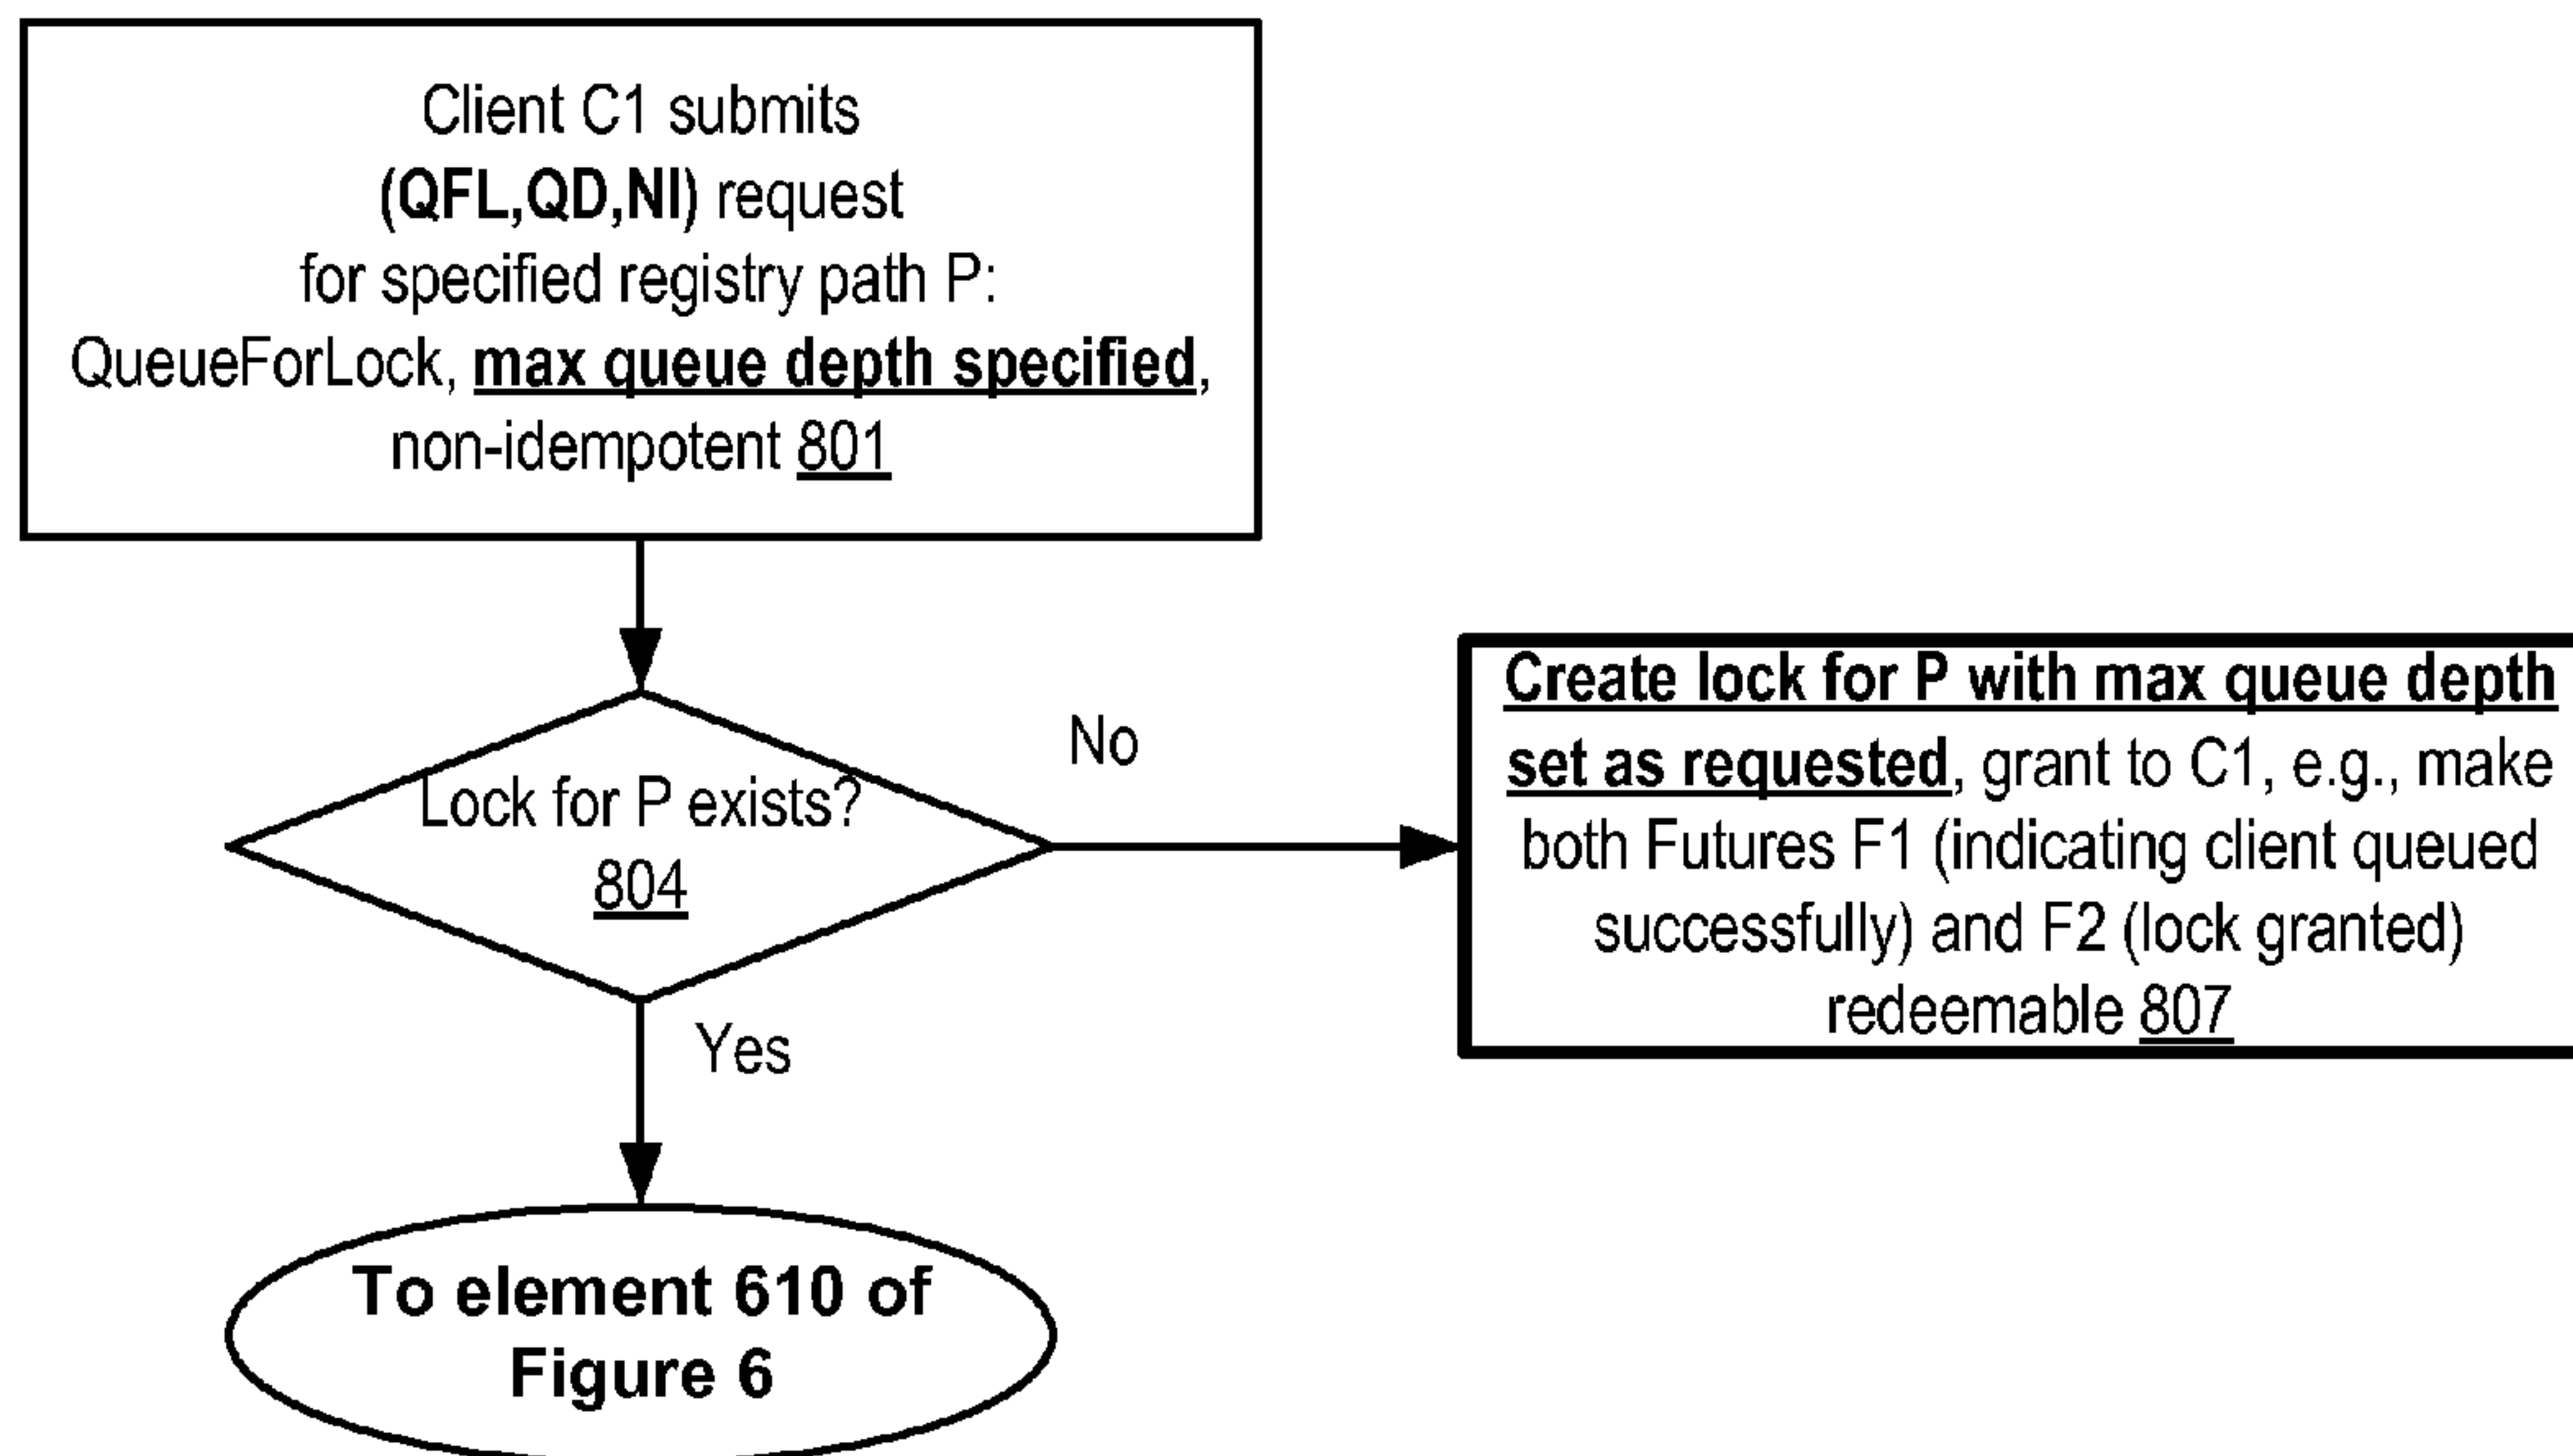 Client C1 submits
(QFL,QD,NI) request
for specified registry path P:
QueueForLock, max queue depth specified,
non-idempotent 801
Lock for P exists?
804
No
Create lock for P with max queue depth
set as requested, grant to C1, e.g., make
both Futures F1 (indicating client queued
successfully) and F2 (lock granted)
redeemable 807
Yes
To element 610 of
Figure 6